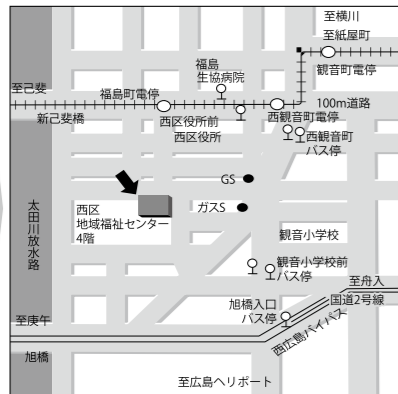 至横川
至紙屋町
観音町電停
福島
生協病院
至己斐
福島町電停
100m道路
新己斐橋
西区役所前
西観音町電停
西区役所
西観音町
バス停
GS
太田川放水路
西区
地域福祉センター
4階
ガスS
観音小学校
観音小学校前
バス停
至舟入
国道2号線
旭橋入口
バス停
至庚午
西広島バイパス
旭橋
至広島ヘリポート